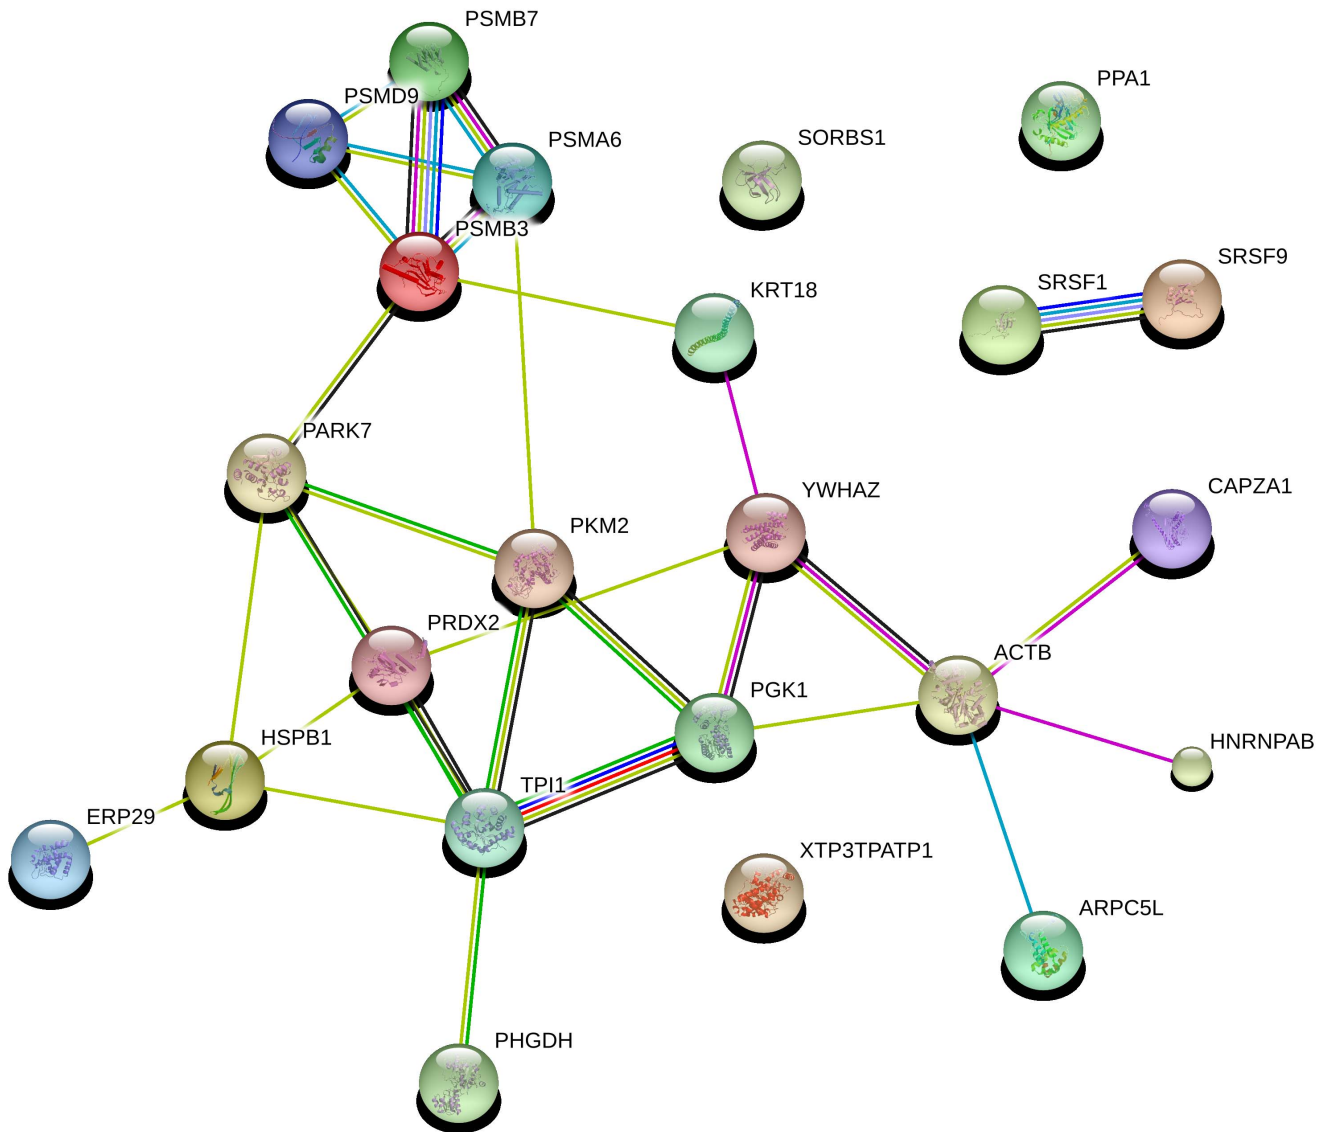 PSMB7
PPA1
PSMD9
SORBS1
PSMA6
PSMB3
SRSF9
SRSF1
KRT18
PARK7
CAPZA1
YWHAZ
PKM2
PRDX2
ACTB
PGK1
HSPB1
HNRNPAB
TPI1
ERP29
XTP3TPATP1
ARPC5L
PHGDH